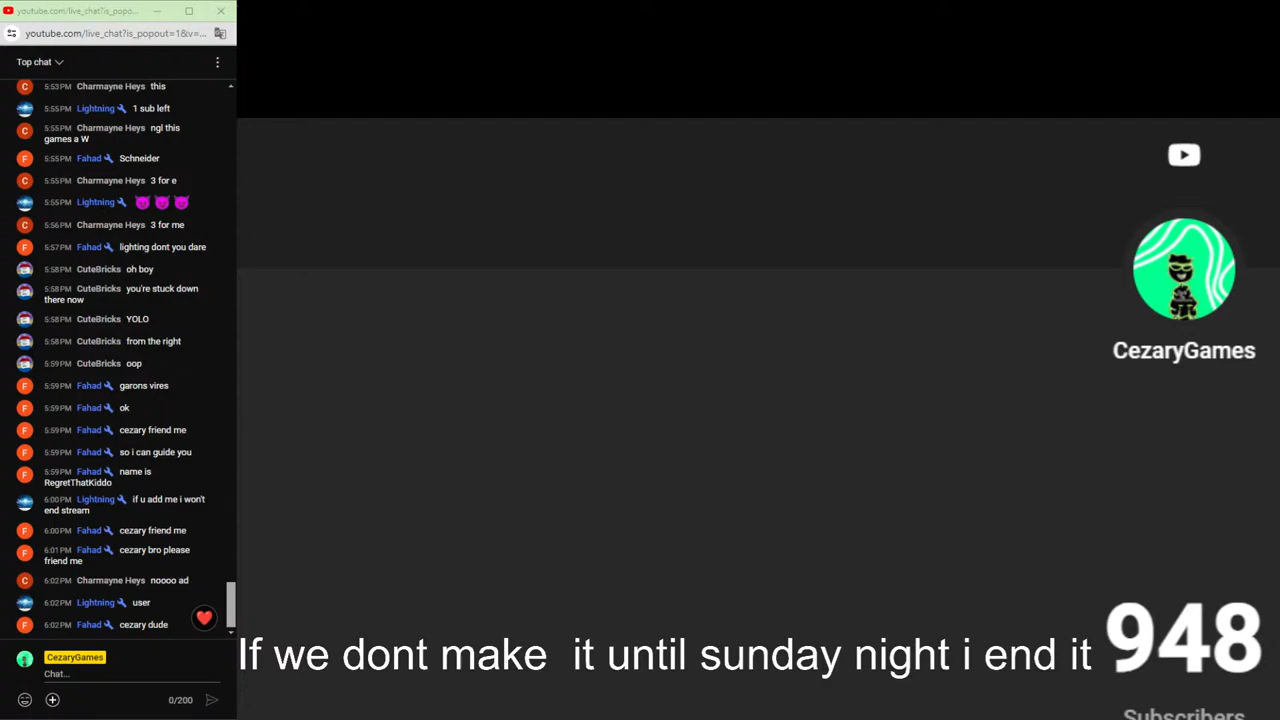 youtube.com/live_chat?is_popo...
youtube.com/live_chat?is_popout=1&v=...
Top chat
5:53PM Charmayne Heys this
5:55PM Lightning 1 sub left
5:55PM Charmayne Heys ngl this
games a W
5:55PM Fahad Schneider
5:55PM Charmayne Heys 3 for e
5:55PM Lightning 😈😈😈
5:56PM Charmayne Heys 3 for me
5:57PM Fahad lighting dont you dare
5:58PM CuteBricks oh boy
5:58PM CuteBricks you're stuck down
there now
5:58PM CuteBricks YOLO
5:58PM CuteBricks from the right
5:59PM CuteBricks oop
5:59PM Fahad garons vires
5:59PM Fahad ok
5:59PM Fahad cezary friend me
5:59PM Fahad so i can guide you
5:59PM Fahad name is
RegretThatKiddo
6:00PM Lightning if u add me i won't
end stream
6:00PM Fahad cezary friend me
6:01PM Fahad cezary bro please
friend me
6:02PM Charmayne Heys noooo ad
6:02PM Lightning user
6:02PM Fahad cezary dude
CezaryGames
Chat...
0/200
CezaryGames
If we dont make it until sunday night i end it
948
Subscribers